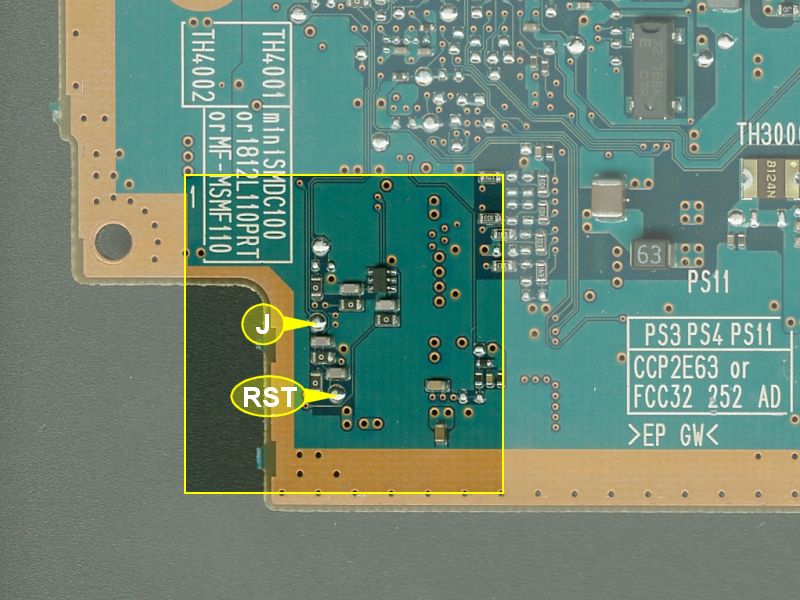 TH4001
TH4002
miniSMDC100
or 1812L110PRT
or MF-MSMF110
TH300
8124N
63
PS11
PS3 PS4 PS11
CCP2E63 or
FCC32 252 AD
>EP GW<
J
RST